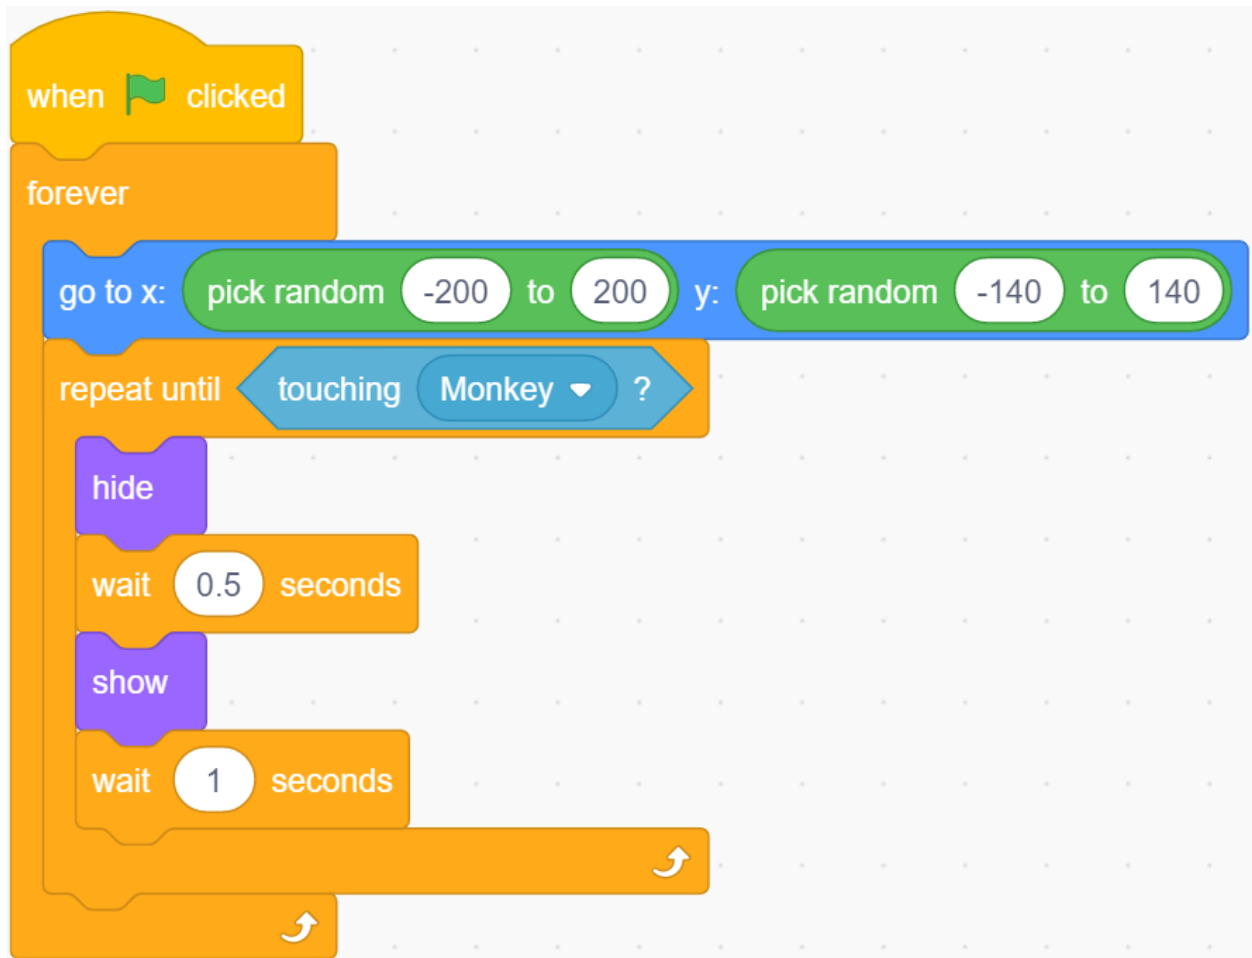 when clicked
forever
go to x: pick random -200 to 200 y: pick random -140 to 140
repeat until touching Monkey ?
hide
wait 0.5 seconds
show
wait 1 seconds